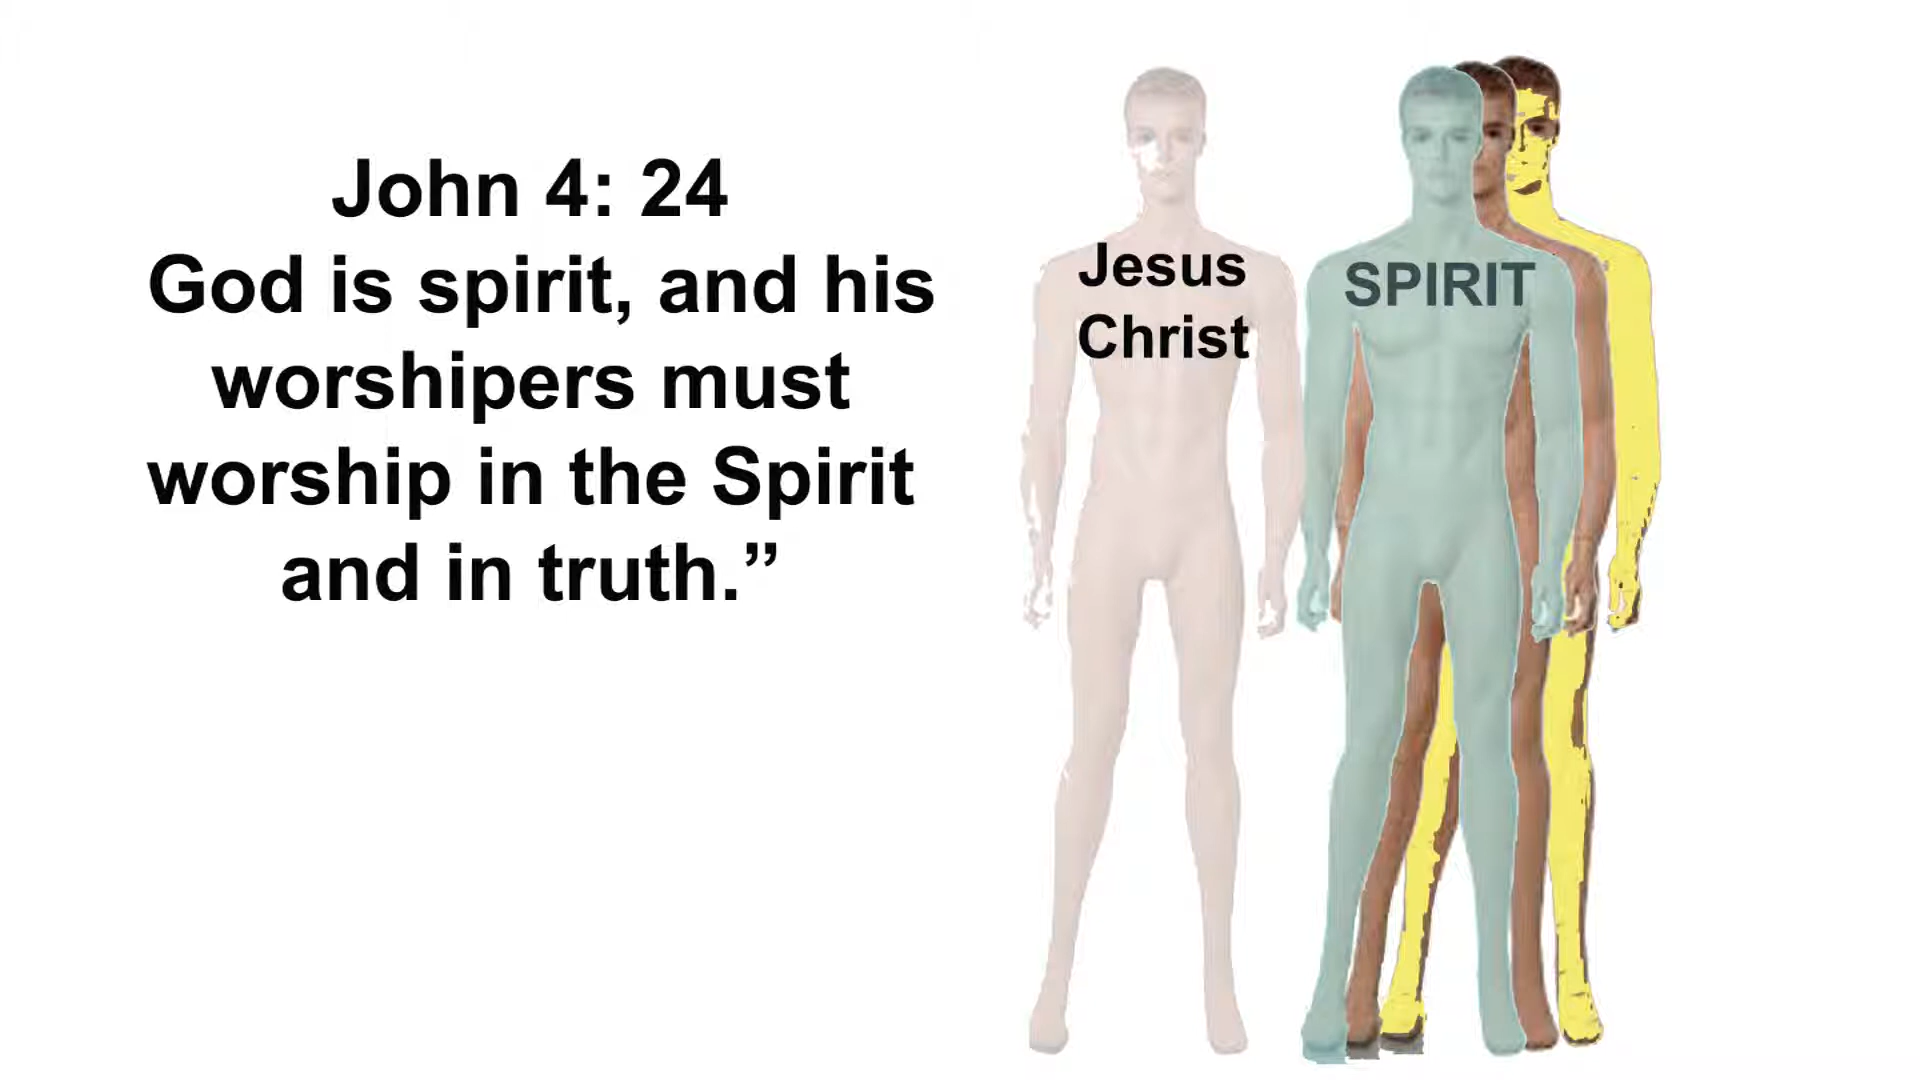 John 4: 24
God is spirit, and his
worshipers must
worship in the Spirit
and in truth.”
Jesus
Christ
SPIRIT